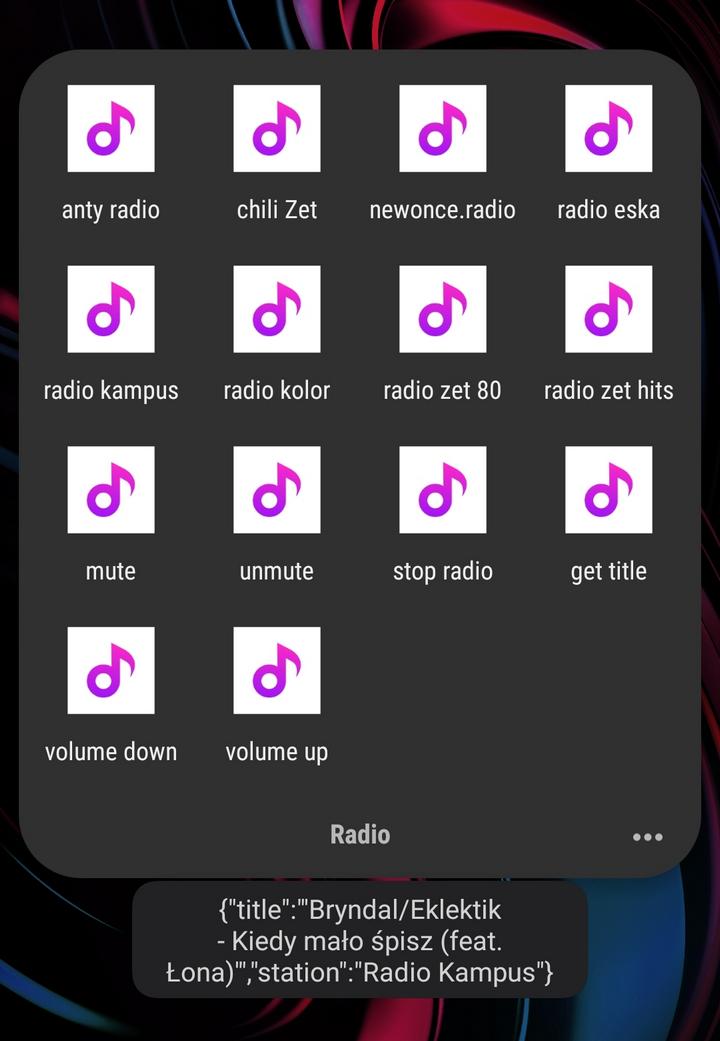 anty radio
chili Zet
newonce.radio
radio eska
radio kampus
radio kolor
radio zet 80
radio zet hits
mute
unmute
stop radio
get title
volume down
volume up
Radio
{"title":"'Bryndal/Eklektik
- Kiedy mało śpisz (feat.
Łona)'","station":"Radio Kampus"}